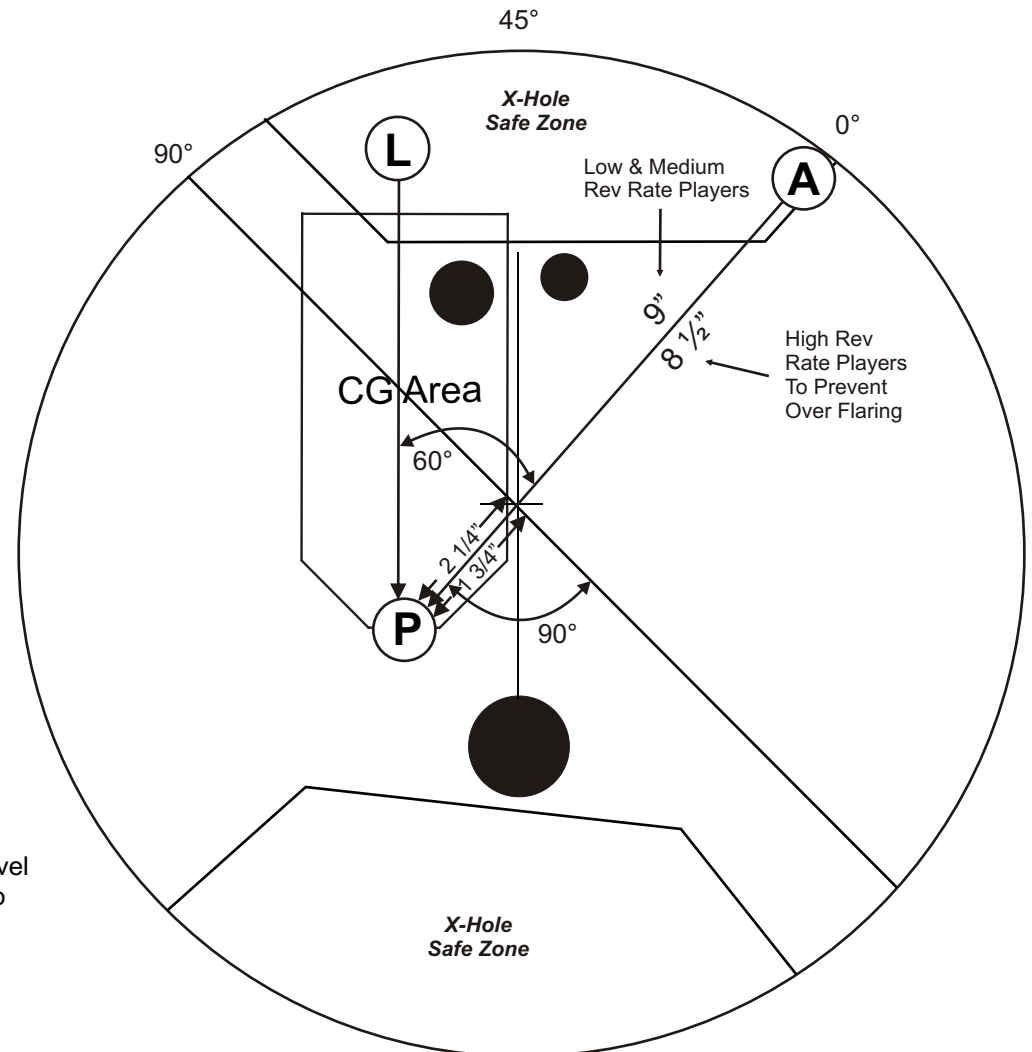 45°
X-Hole
Safe Zone
0°
90°
L
Low & Medium
Rev Rate Players
A
9”
8 ½”
High Rev
Rate Players
To Prevent
Over Flaring
CG Area
60°
2 1/4”
1 3/4”
P
90°
vel
X-Hole
Safe Zone